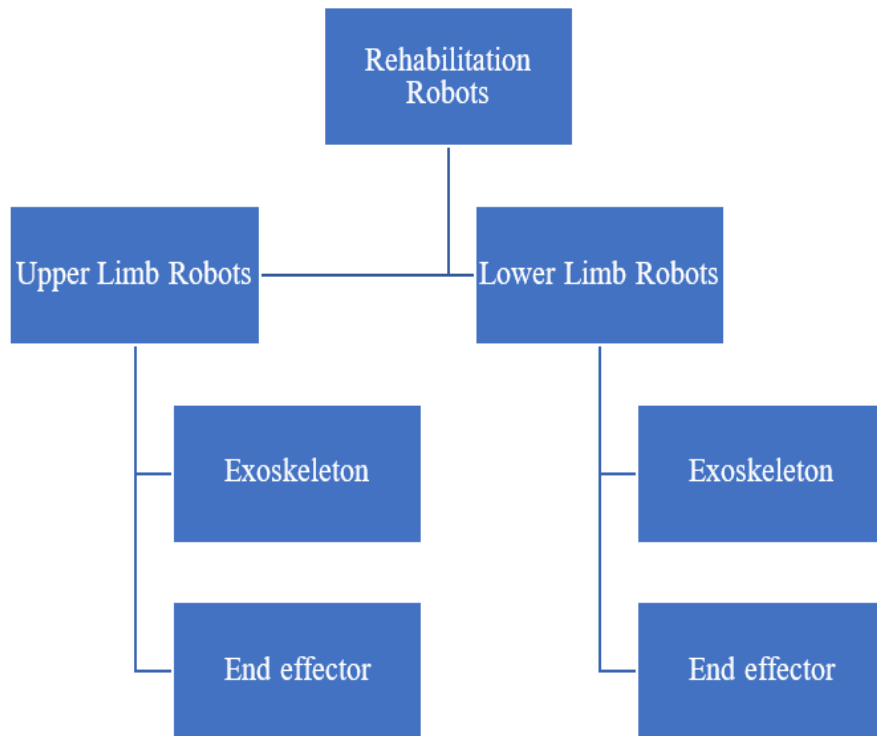 Rehabilitation
Robots
Upper Limb Robots
Lower Limb Robots
Exoskeleton
Exoskeleton
End effector
End effector